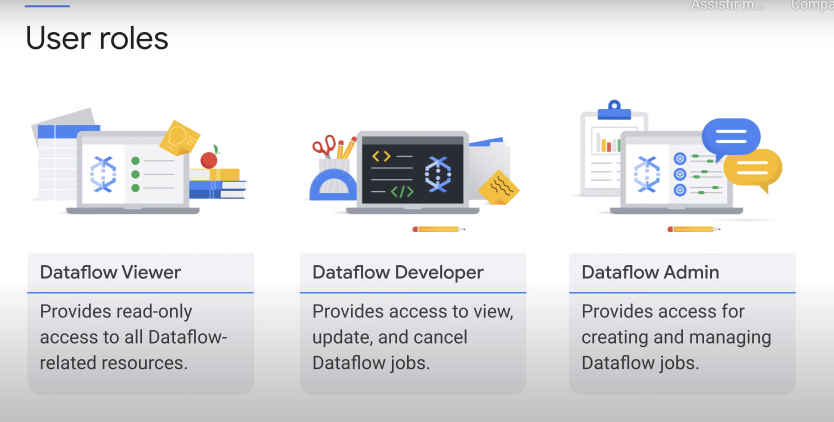 Assistir m...
User roles
Dataflow Viewer
Provides read-only
access to all Dataflow-
related resources.
Dataflow Developer
Provides access to view,
update, and cancel
Dataflow jobs.
Dataflow Admin
Provides access for
creating and managing
Dataflow jobs.